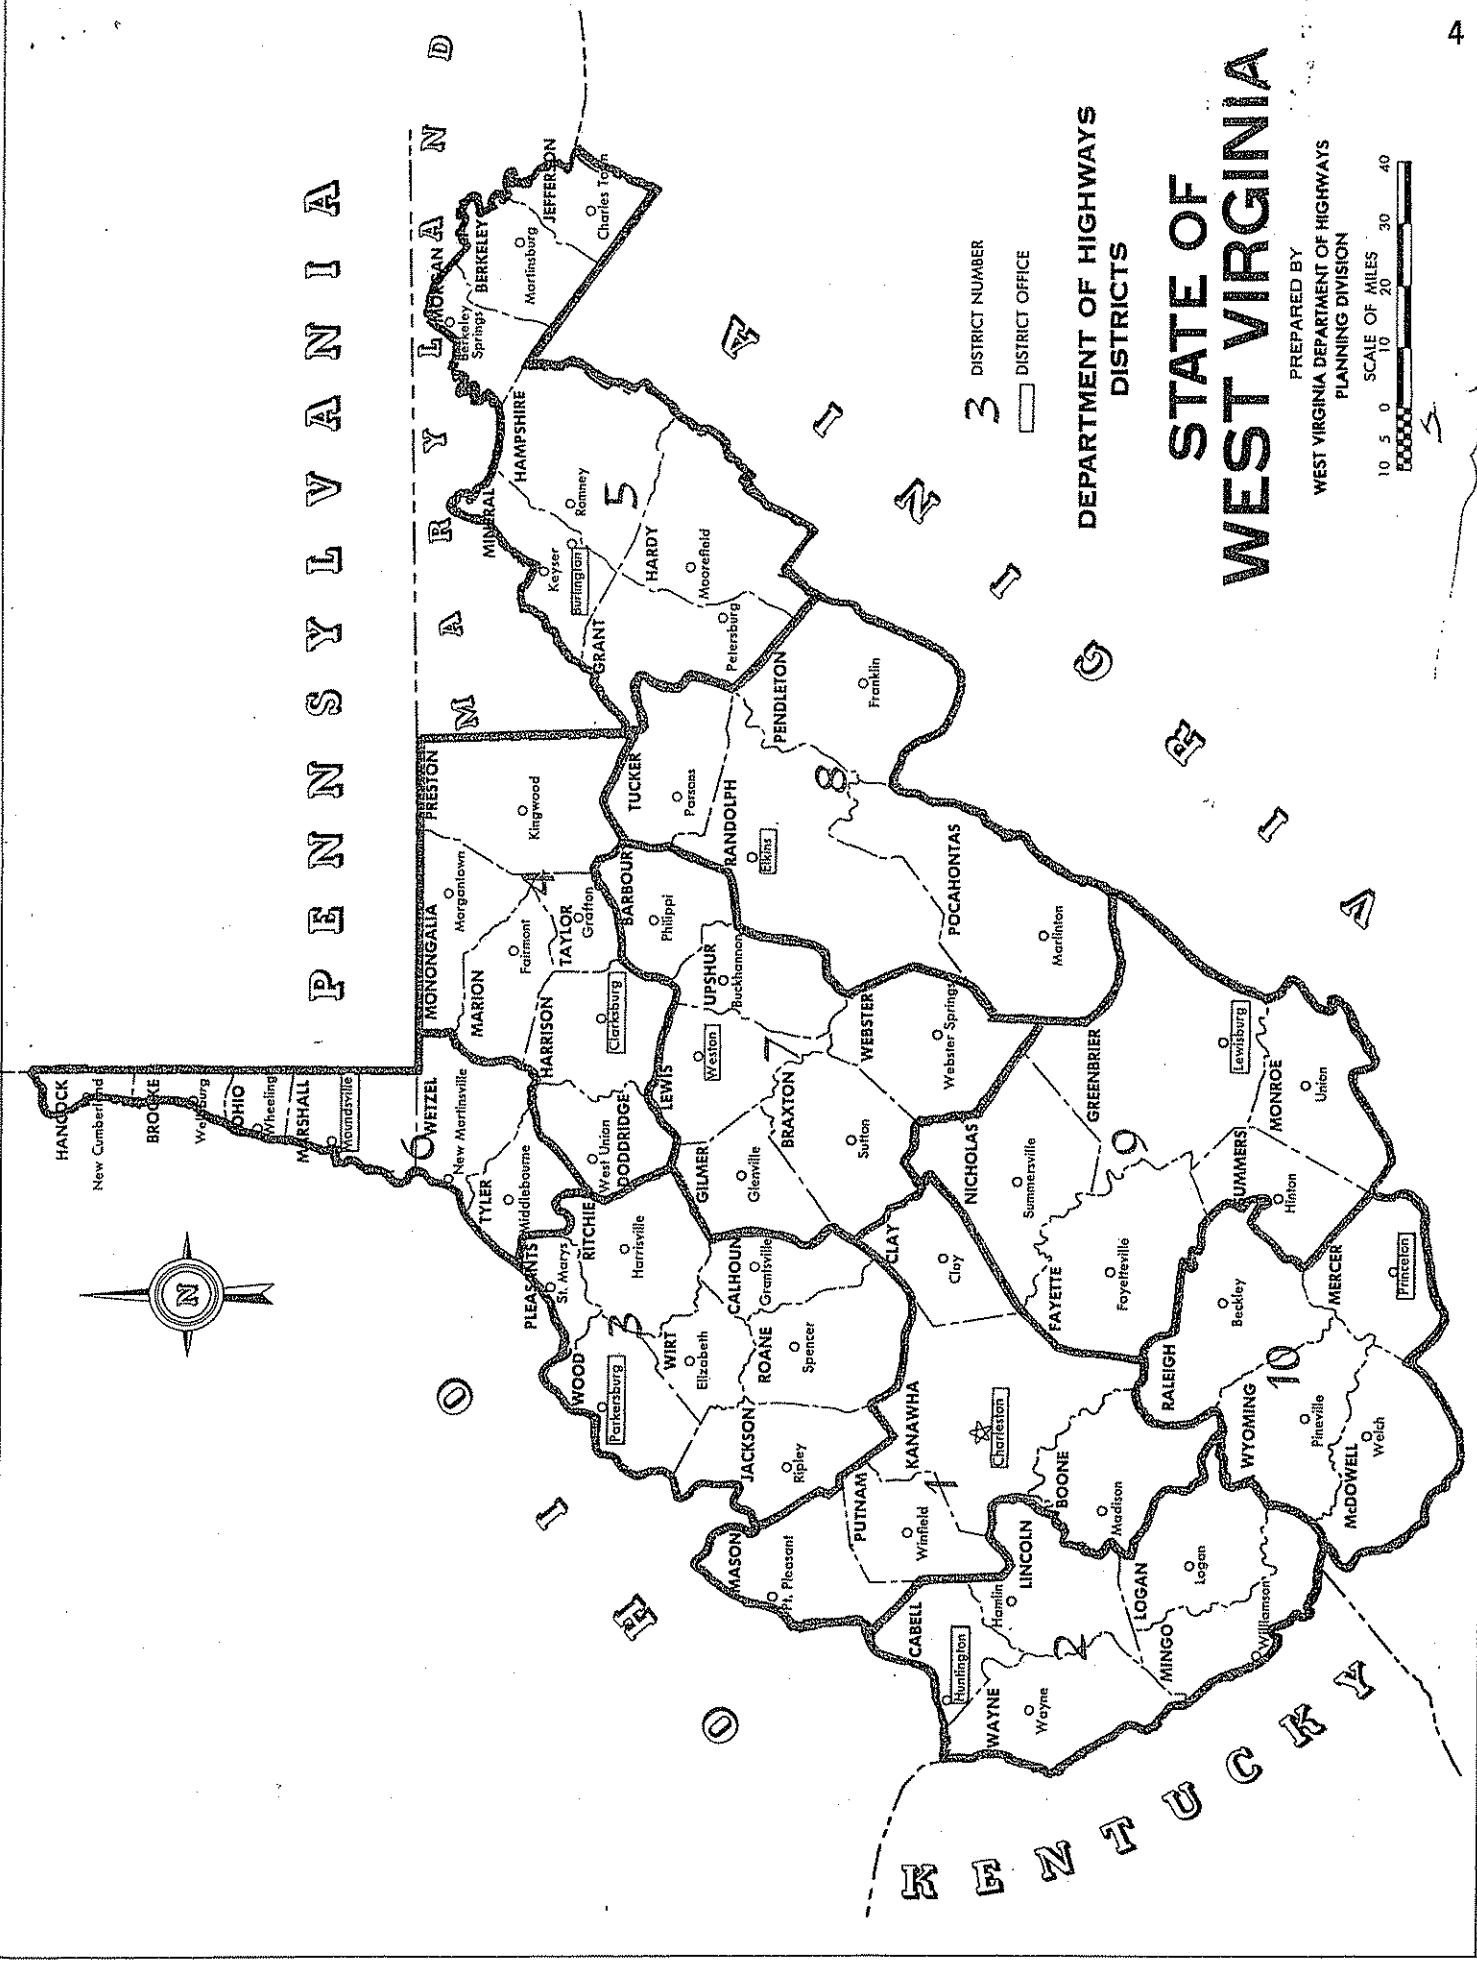 4
PENNSYLVANIA
MARYLAND
OHIO
KENTUCKY
VIRGINIA
N
HANCOCK
New Cumberland
BROOKE
Wellsburg
OHIO
Wheeling
MARSHALL
Moundsville
6
WETZEL
New Martinsville
TYLER
Middlebourne
PLEASANTS
St. Marys
RITCHIE
Harrisville
DODDRIDGE
West Union
WOOD
Parkersburg
3
WIRT
Elizabeth
CALHOUN
Grantsville
ROANE
Spencer
JACKSON
Ripley
MASON
Pt. Pleasant
PUTNAM
Winfield
1
KANAWHA
Charleston
CLAY
Clay
BOONE
Madison
CABELL
Huntington
WAYNE
Wayne
LINCOLN
Hamlin
2
LOGAN
Logan
MINGO
Williamson
MONONGALIA
Morgantown
MARION
Fairmont
PRESTON
Kingwood
4
TAYLOR
Grafton
HARRISON
Clarksburg
BARBOUR
Philippi
LEWIS
Weston
UPSHUR
Buckhannon
GILMER
Glenville
7
BRAXTON
Sutton
WEBSTER
Webster Springs
TUCKER
Parsons
RANDOLPH
Elkins
8
PENDLETON
Franklin
POCAHONTAS
Marlinton
NICHOLAS
Summersville
FAYETTE
Fayetteville
9
GREENBRIER
Lewisburg
MONROE
Union
SUMMERS
Hinton
RALEIGH
Beckley
10
WYOMING
Pineville
McDOWELL
Welch
MERCER
Princeton
MINERAL
Keyser
Burlington
GRANT
Petersburg
HAMPSHIRE
Romney
5
HARDY
Moorefield
MORGAN
Berkeley
Springs
BERKELEY
Martinsburg
JEFFERSON
Charles Town
3 DISTRICT NUMBER
DISTRICT OFFICE
DEPARTMENT OF HIGHWAYS
DISTRICTS
STATE OF
WEST VIRGINIA
PREPARED BY
WEST VIRGINIA DEPARTMENT OF HIGHWAYS
PLANNING DIVISION
SCALE OF MILES
10 5 0 10 20 30 40
5